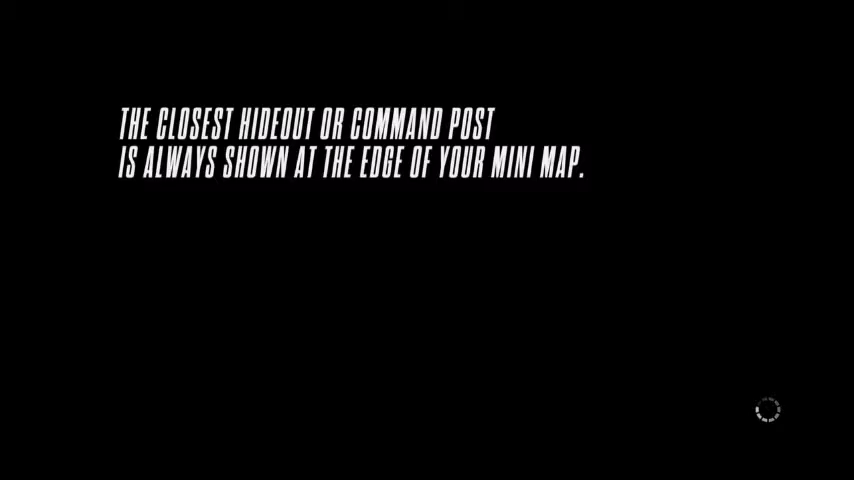 THE CLOSEST HIDEOUT OR COMMAND POST
IS ALWAYS SHOWN AT THE EDGE OF YOUR MINI MAP.